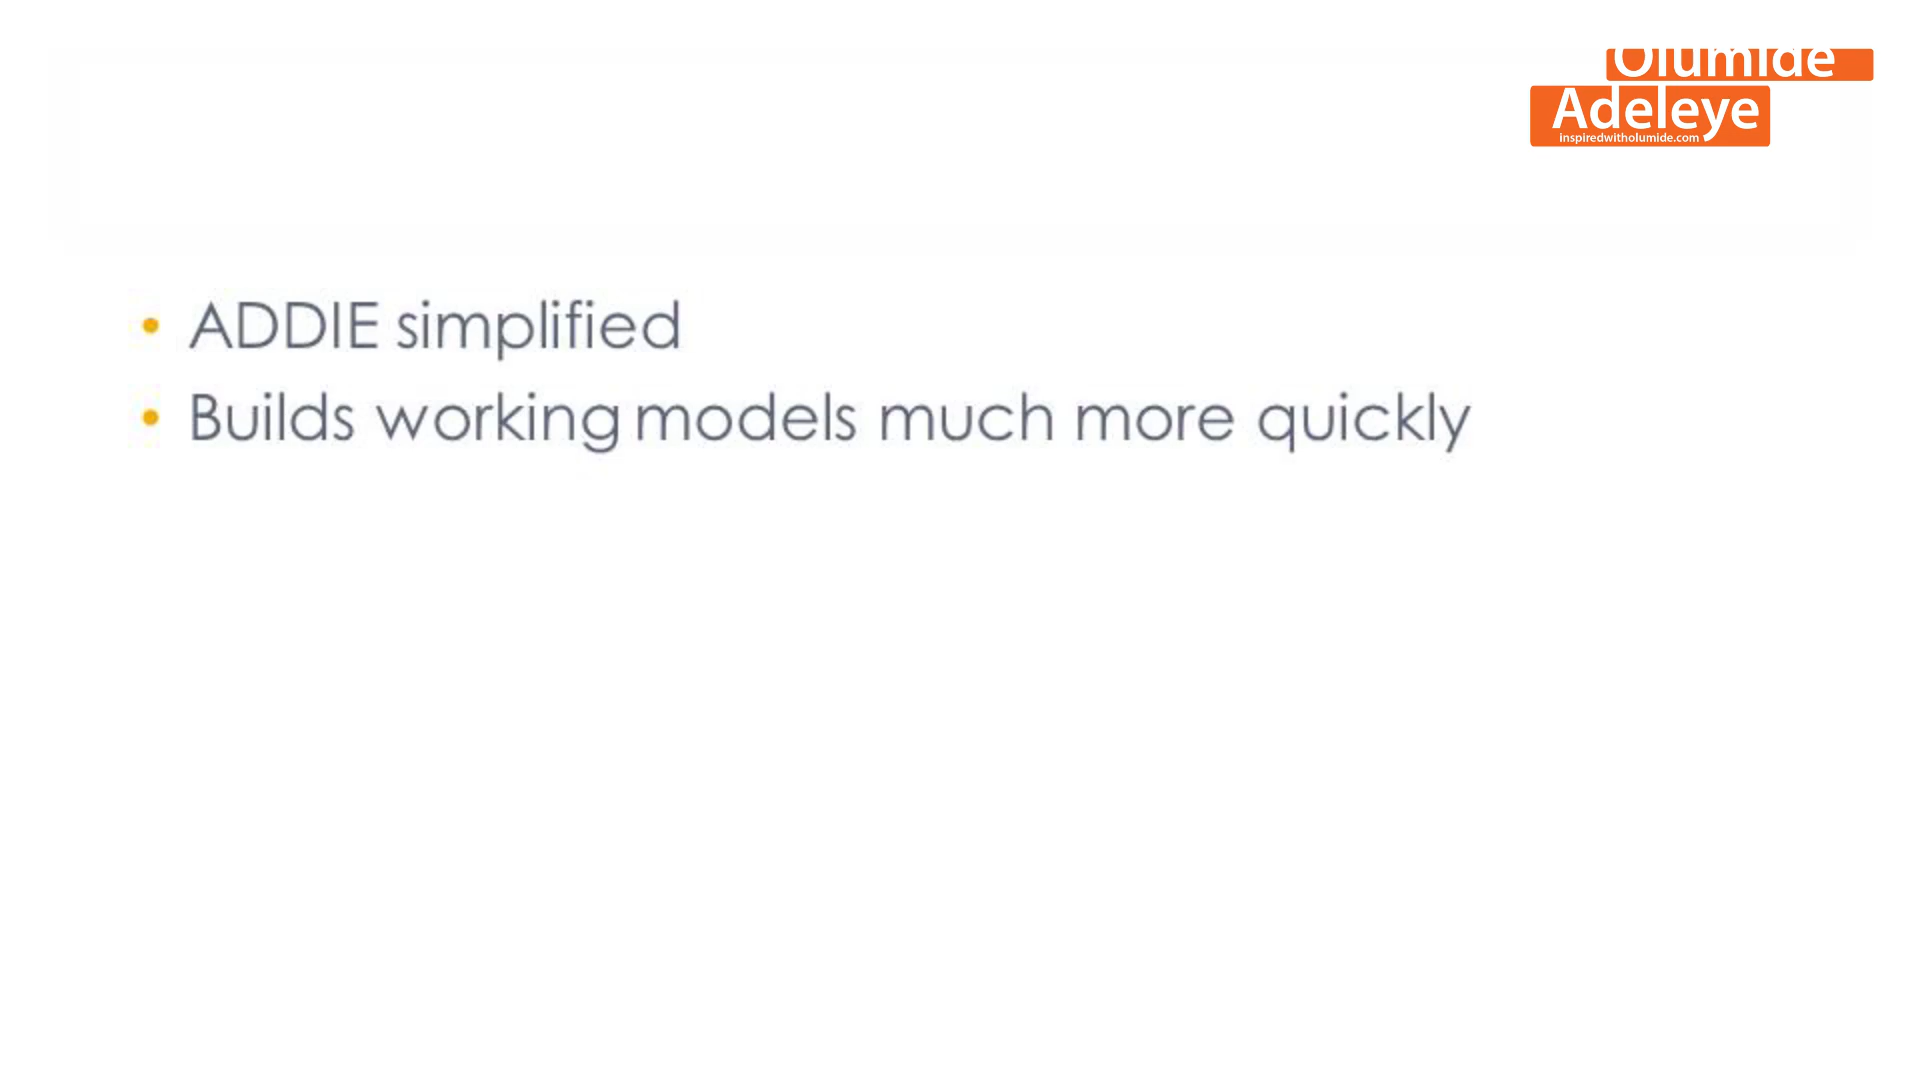 Olumide
Adeleye
inspiredwitholumide.com
• ADDIE simplified
• Builds working models much more quickly